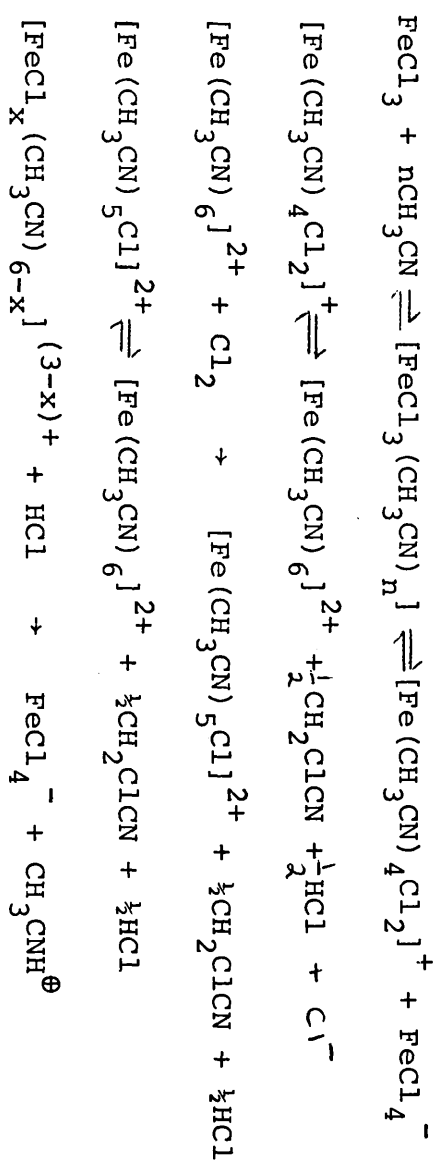 FeCl₃ + nCH₃CN ⇌ [FeCl₃(CH₃CN)ₙ] ⇌ [Fe(CH₃CN)₄Cl₂]⁺ + FeCl₄⁻
[Fe(CH₃CN)₄Cl₂]⁺ ⇌ [Fe(CH₃CN)₆]²⁺ + ½CH₂ClCN + ½HCl + Cl⁻
[Fe(CH₃CN)₆]²⁺ + Cl₂ → [Fe(CH₃CN)₅Cl]²⁺ + ½CH₂ClCN + ½HCl
[Fe(CH₃CN)₅Cl]²⁺ ⇌ [Fe(CH₃CN)₆]²⁺ + ½CH₂ClCN + ½HCl
[FeClₓ(CH₃CN)₆₋ₓ]⁽³⁻ˣ⁾⁺ + HCl → FeCl₄⁻ + CH₃CNH⊕